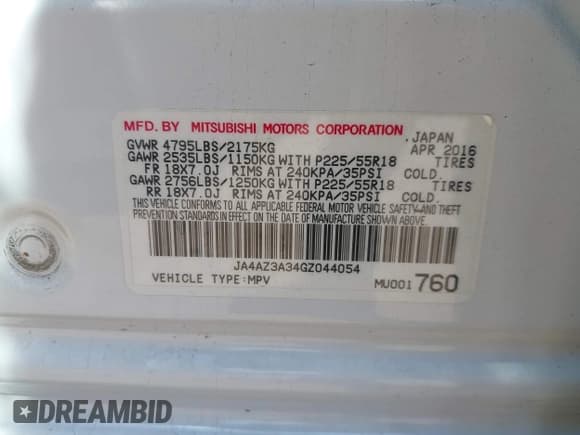 MFD. BY MITSUBISHI MOTORS CORPORATION. JAPAN
GVWR 4795LBS/2175KG APR 2016
GAWR 2535LBS/1150KG WITH P225/55R18 TIRES
FR 18X7.0J RIMS AT 240KPA/35PSI COLD.
GAWR 2756LBS/1250KG WITH P225/55R18 TIRES
RR 18X7.0J RIMS AT 240KPA/35PSI COLD.
THIS VEHICLE CONFORMS TO ALL APPLICABLE FEDERAL MOTOR VEHICLE SAFETY AND THEFT
PREVENTION STANDARDS IN EFFECT ON THE DATE OF MANUFACTURE SHOWN ABOVE.
JA4AZ3A34GZ044054
VEHICLE TYPE:MPV MU001760
DREAMBID